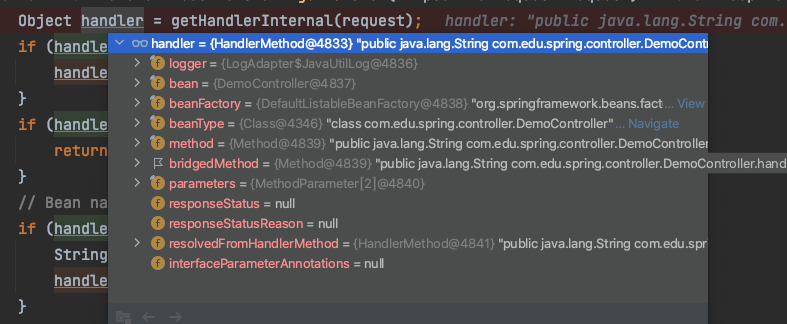 Object handler = getHandlerInternal(request); handler: "public java.lang.String com.
if (handle
handler = {HandlerMethod@4833} "public java.lang.String com.edu.spring.controller.DemoContr
logger = {LogAdapter$JavaUtilLog@4836}
handle
bean = {DemoController@4837}
}
beanFactory = {DefaultListableBeanFactory@4838} "org.springframework.beans.fact... View
if (handle
beanType = {Class@4346} "class com.edu.spring.controller.DemoController"... Navigate
return
method = {Method@4839} "public java.lang.String com.edu.spring.controller.DemoController
bridgedMethod = {Method@4839} "public java.lang.String com.edu.spring.controller.DemoController.hand
}
parameters = {MethodParameter[2]@4840}
// Bean na
responseStatus = null
if (handle
responseStatusReason = null
String
resolvedFromHandlerMethod = {HandlerMethod@4841} "public java.lang.String com.edu.spr
interfaceParameterAnnotations = null
handle
}